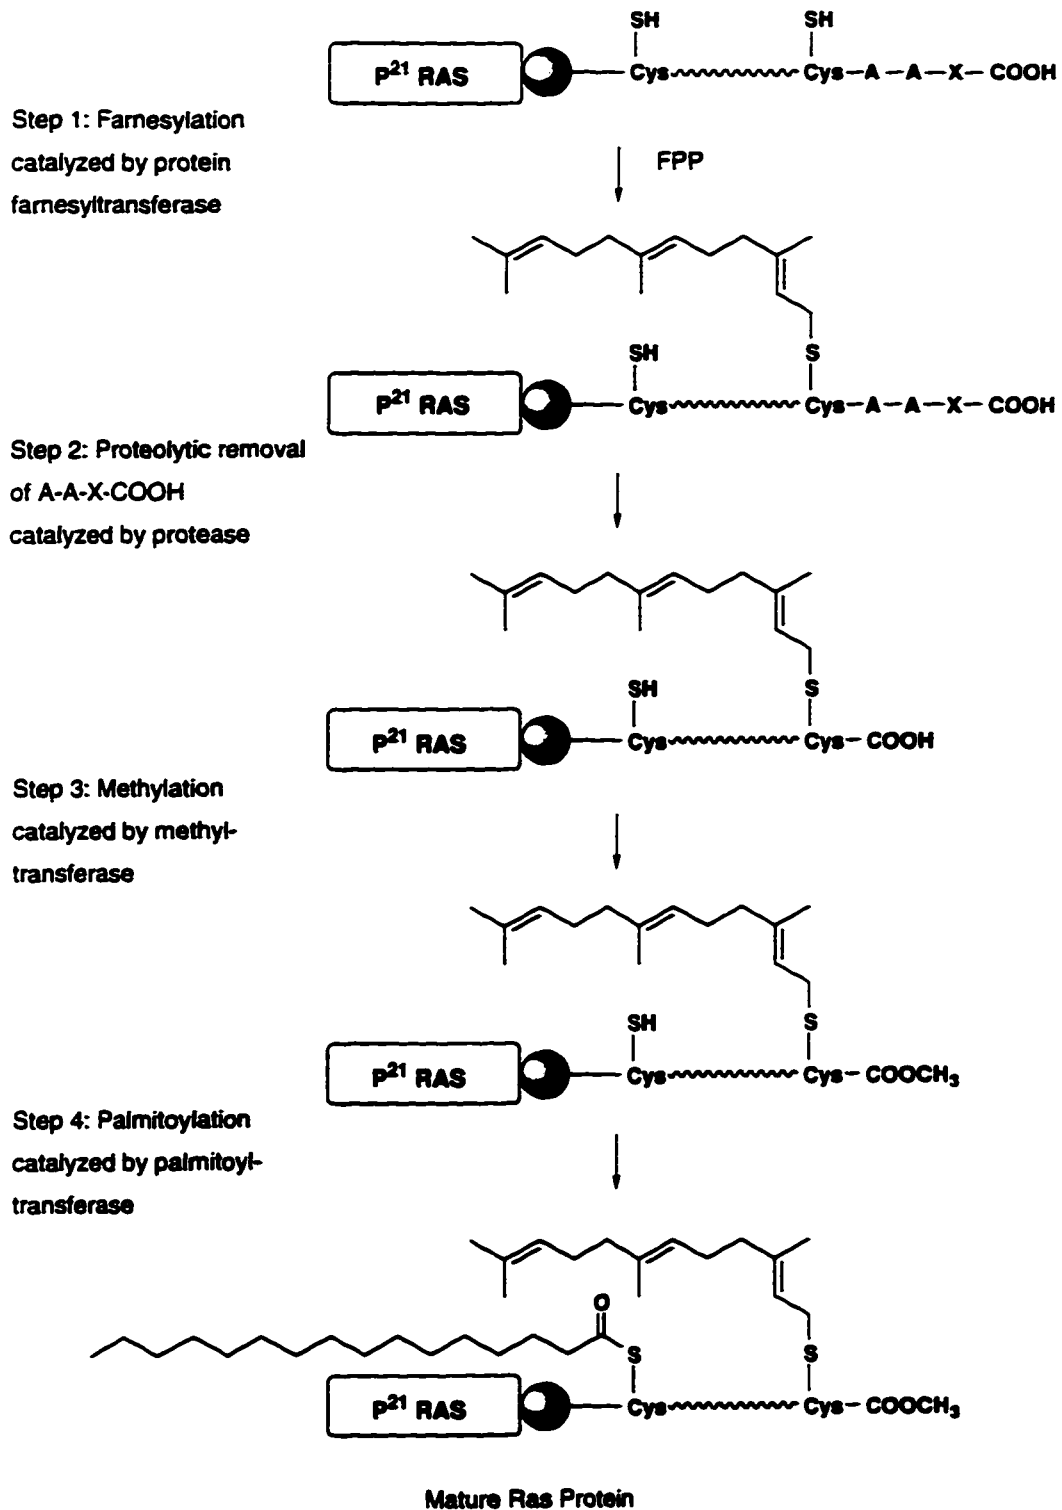 SH SH
P²¹ RAS Cys Cys–A–A–X–COOH
Step 1: Farnesylation
catalyzed by protein
farnesyltransferase
FPP
S
SH
P²¹ RAS Cys Cys–A–A–X–COOH
Step 2: Proteolytic removal
of A-A-X-COOH
catalyzed by protease
S
SH
P²¹ RAS Cys Cys–COOH
Step 3: Methylation
catalyzed by methyl-
transferase
S
SH
P²¹ RAS Cys Cys–COOCH₃
Step 4: Palmitoylation
catalyzed by palmitoyl-
transferase
O
S S
P²¹ RAS Cys Cys–COOCH₃
Mature Ras Protein